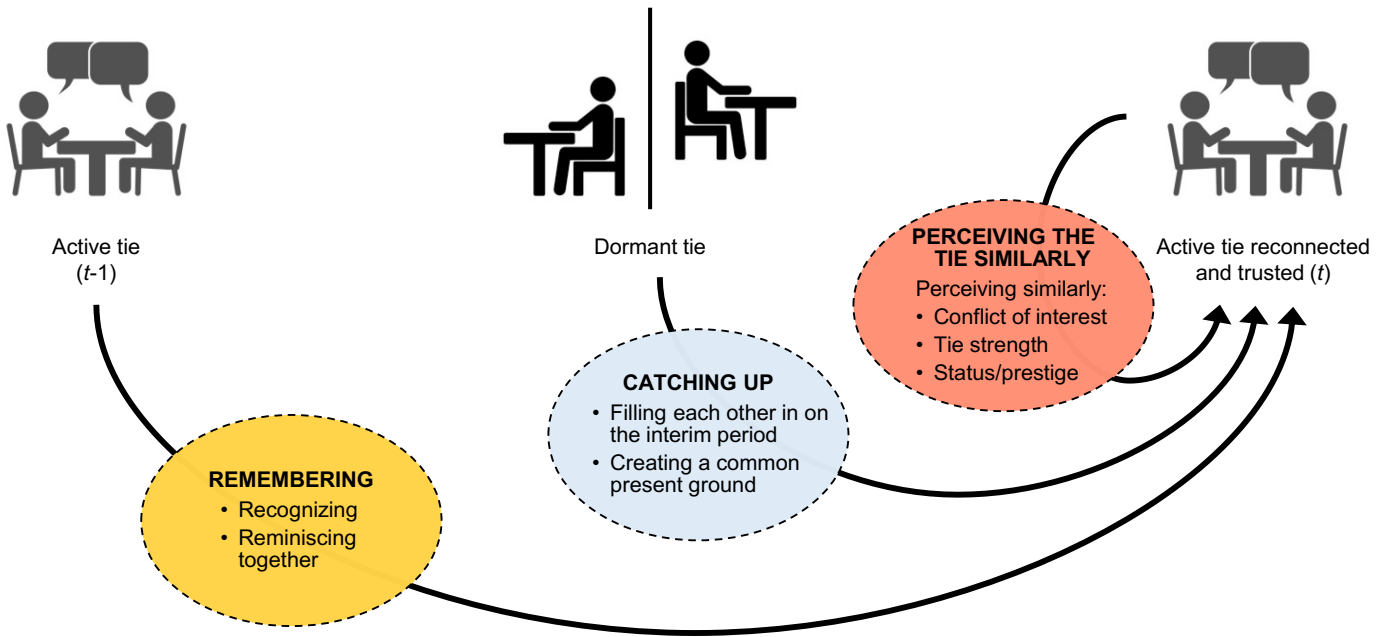 Active tie
(t-1)
Dormant tie
Active tie reconnected
and trusted (t)
REMEMBERING
• Recognizing
• Reminiscing
together
CATCHING UP
• Filling each other in on
the interim period
• Creating a common
present ground
PERCEIVING THE
TIE SIMILARLY
Perceiving similarly:
• Conflict of interest
• Tie strength
• Status/prestige